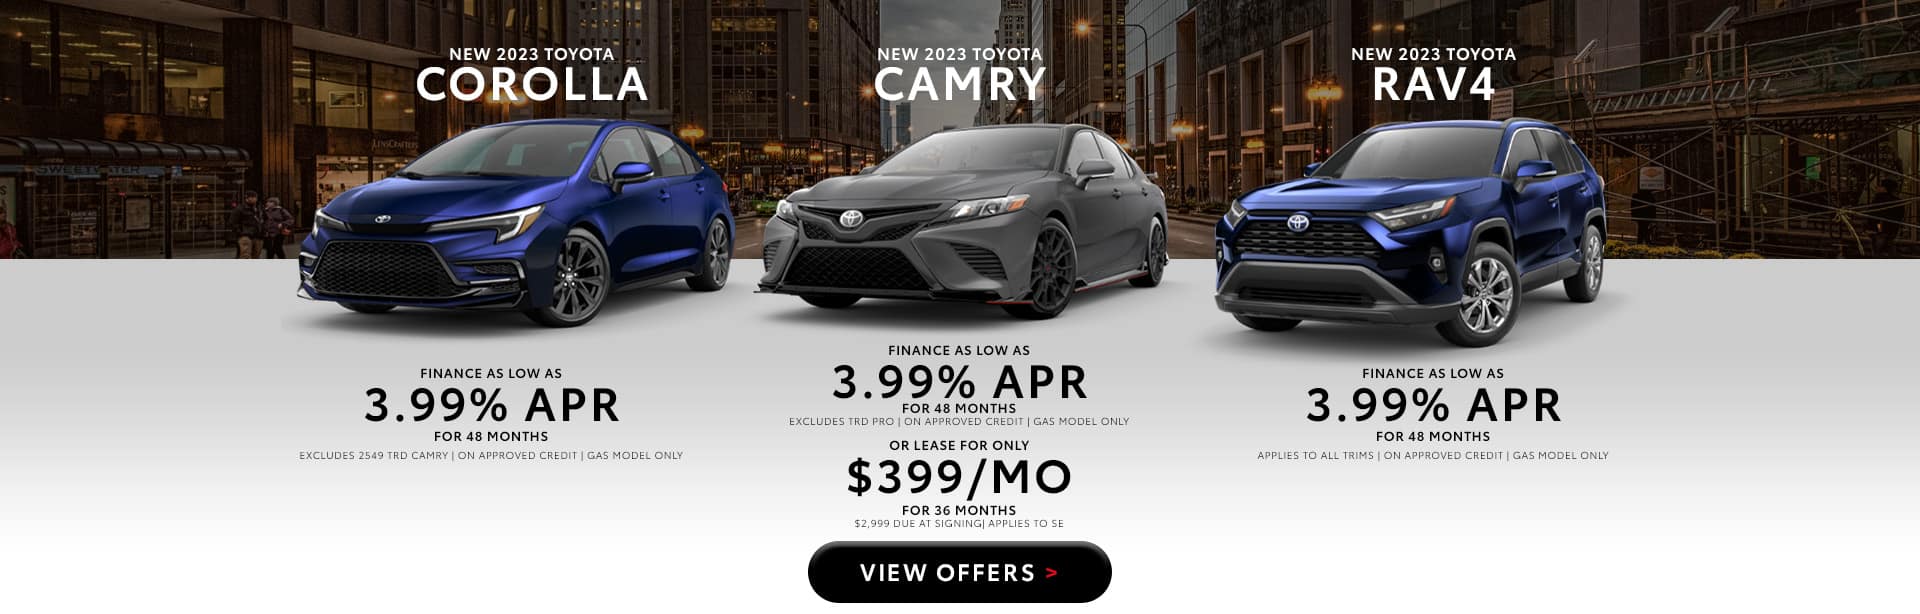 NEW 2023 TOYOTA
COROLLA
FINANCE AS LOW AS
3.99% APR
FOR 48 MONTHS
EXCLUDES 2549 TRD CAMRY | ON APPROVED CREDIT | GAS MODEL ONLY
NEW 2023 TOYOTA
CAMRY
FINANCE AS LOW AS
3.99% APR
FOR 48 MONTHS
EXCLUDES TRD PRO | ON APPROVED CREDIT | GAS MODEL ONLY
OR LEASE FOR ONLY
$399/MO
FOR 36 MONTHS
$2,999 DUE AT SIGNING| APPLIES TO SE
NEW 2023 TOYOTA
RAV4
FINANCE AS LOW AS
3.99% APR
FOR 48 MONTHS
APPLIES TO ALL TRIMS | ON APPROVED CREDIT | GAS MODEL ONLY
VIEW OFFERS >
LENSCRAFTERS
SWEETWATER